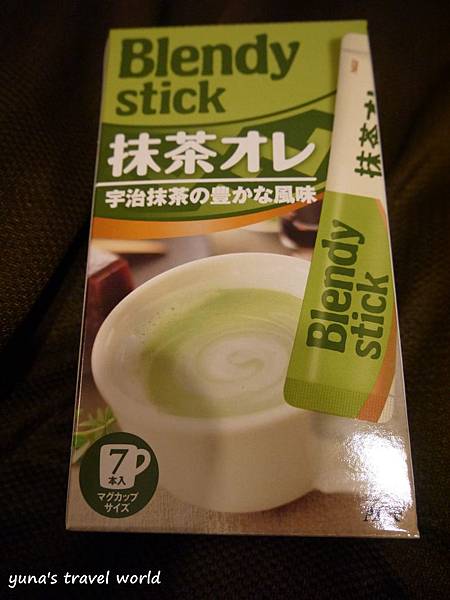 Blendy
stick
抹茶オレ
宇治抹茶の豊かな風味
抹茶オ
Blendy
stick
7
本入
マグカップ
サイズ
yuna's travel world